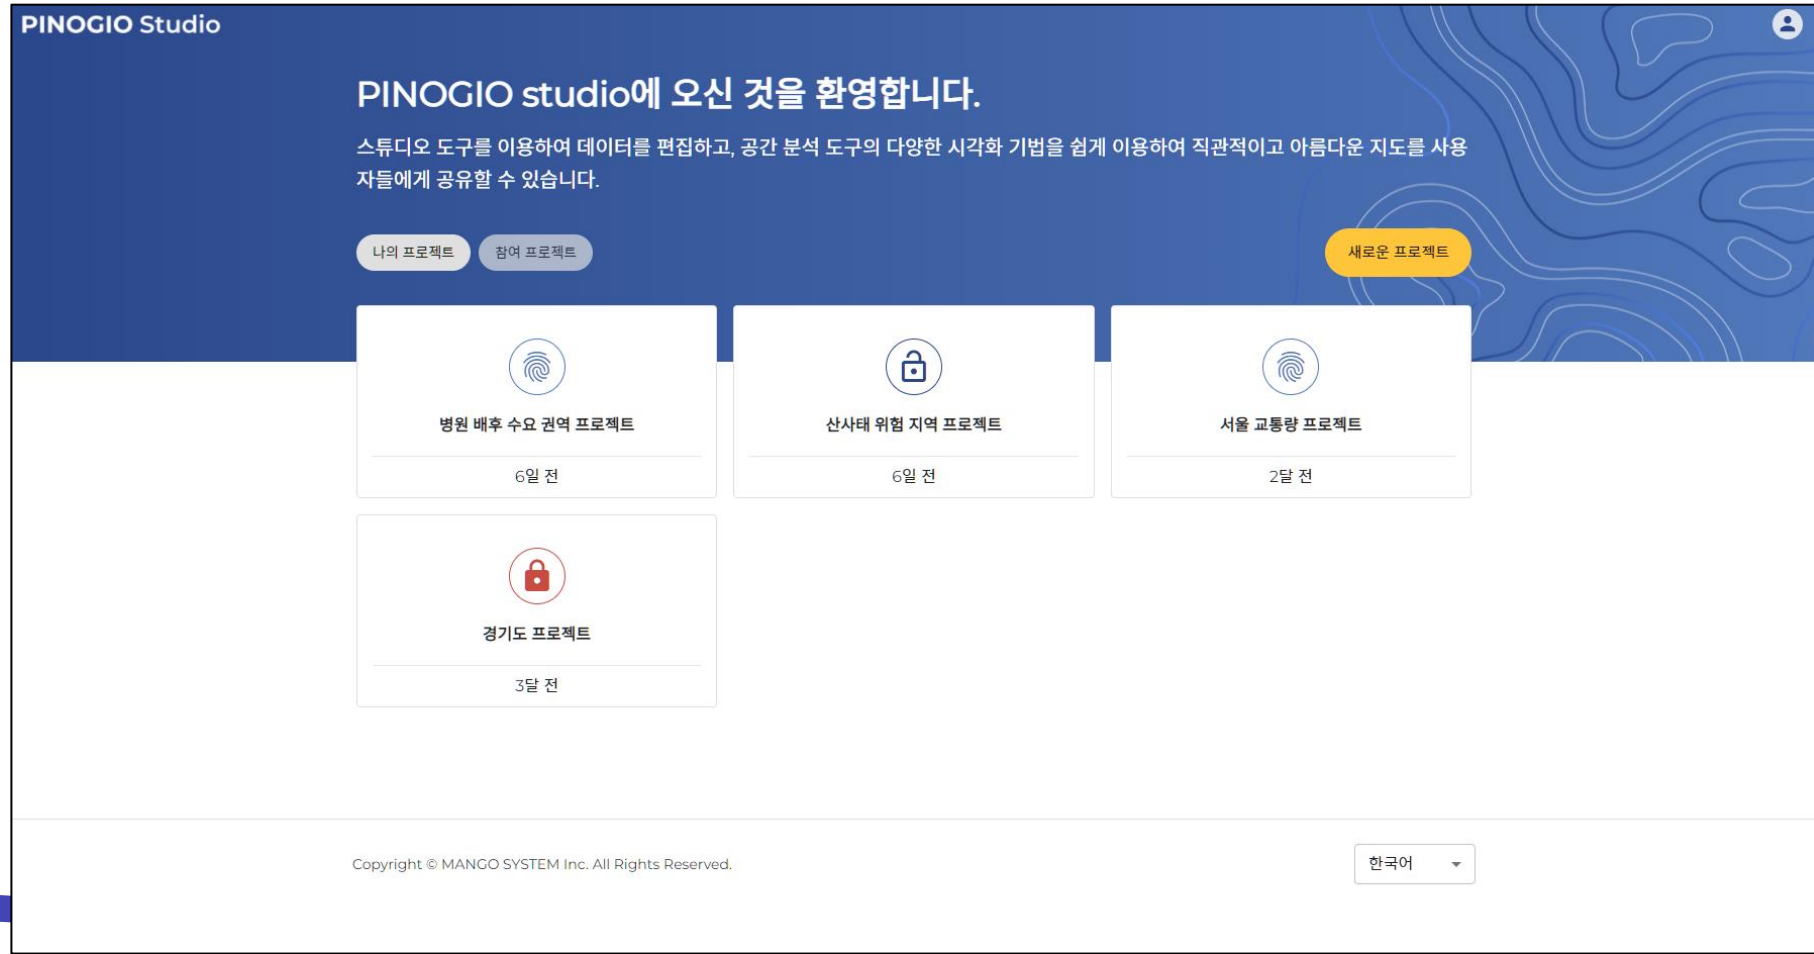 PINOGIO Studio
PINOGIO studio에 오신 것을 환영합니다.
스튜디오 도구를 이용하여 데이터를 편집하고, 공간 분석 도구의 다양한 시각화 기법을 쉽게 이용하여 직관적이고 아름다운 지도를 사용
자들에게 공유할 수 있습니다.
나의 프로젝트
참여 프로젝트
새로운 프로젝트
병원 배후 수요 권역 프로젝트
6일 전
산사태 위험 지역 프로젝트
6일 전
서울 교통량 프로젝트
2달 전
경기도 프로젝트
3달 전
Copyright © MANGO SYSTEM Inc. All Rights Reserved.
한국어